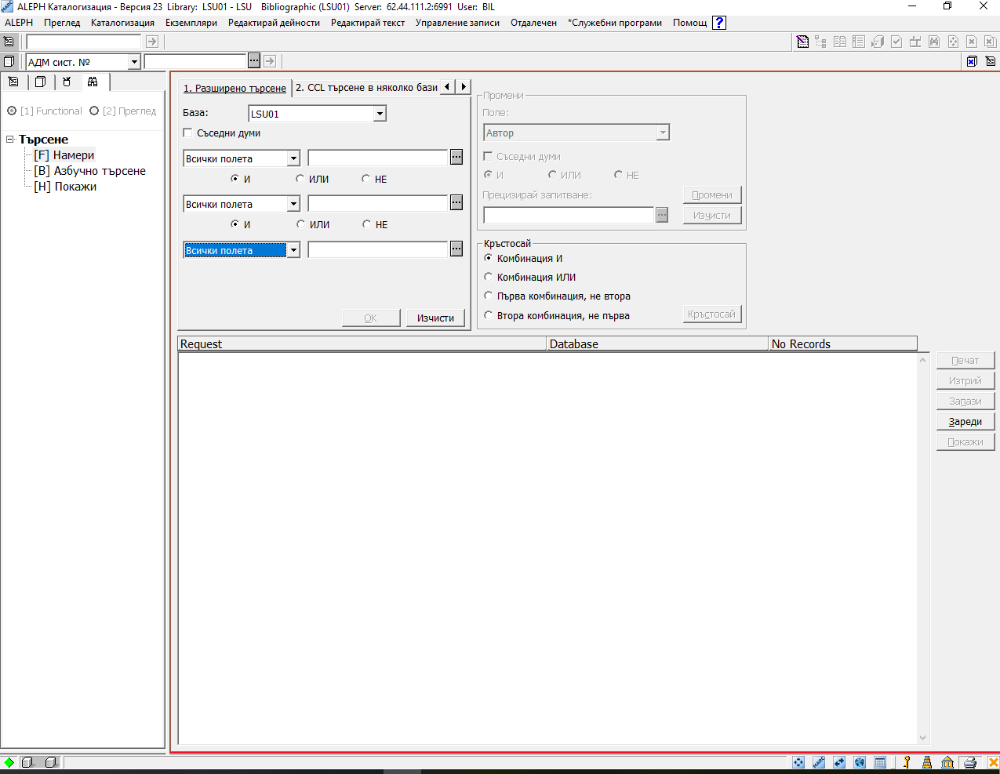 ALEPH Каталогизация - Версия 23 Library: LSU01 - LSU Bibliographic (LSU01) Server: 62.44.111.2:6991 User: BIL
ALEPH Преглед Каталогизация Екземпляри Редактирай дейности Редактирай текст Управление записи Отдалечен *Служебни програми Помощ ?
АДМ сист. №
[1] Functional [2] Преглед
Търсене
[F] Намери
[B] Азбучно търсене
[H] Покажи
1. Разширено търсене 2. CCL търсене в няколко бази
База: LSU01
Съседни думи
Всички полета
И ИЛИ НЕ
Всички полета
И ИЛИ НЕ
Всички полета
OK Изчисти
Промени
Поле:
Автор
Съседни думи
И ИЛИ НЕ
Прецизирай запитване:
Промени
Изчисти
Кръстосай
Комбинация И
Комбинация ИЛИ
Първа комбинация, не втора
Втора комбинация, не първа
Кръстосай
Request Database No Records
Печат
Изтрий
Запази
Зареди
Покажи